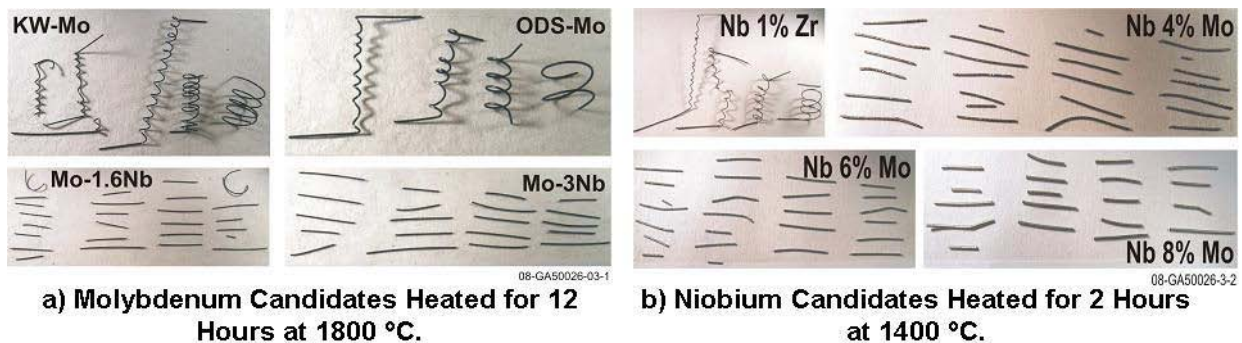 KW-Mo
ODS-Mo
Mo-1.6Nb
Mo-3Nb
08-GA50026-03-1
a) Molybdenum Candidates Heated for 12
Hours at 1800 ºC.
Nb 1% Zr
Nb 4% Mo
Nb 6% Mo
Nb 8% Mo
08-GA50026-3-2
b) Niobium Candidates Heated for 2 Hours
at 1400 ºC.